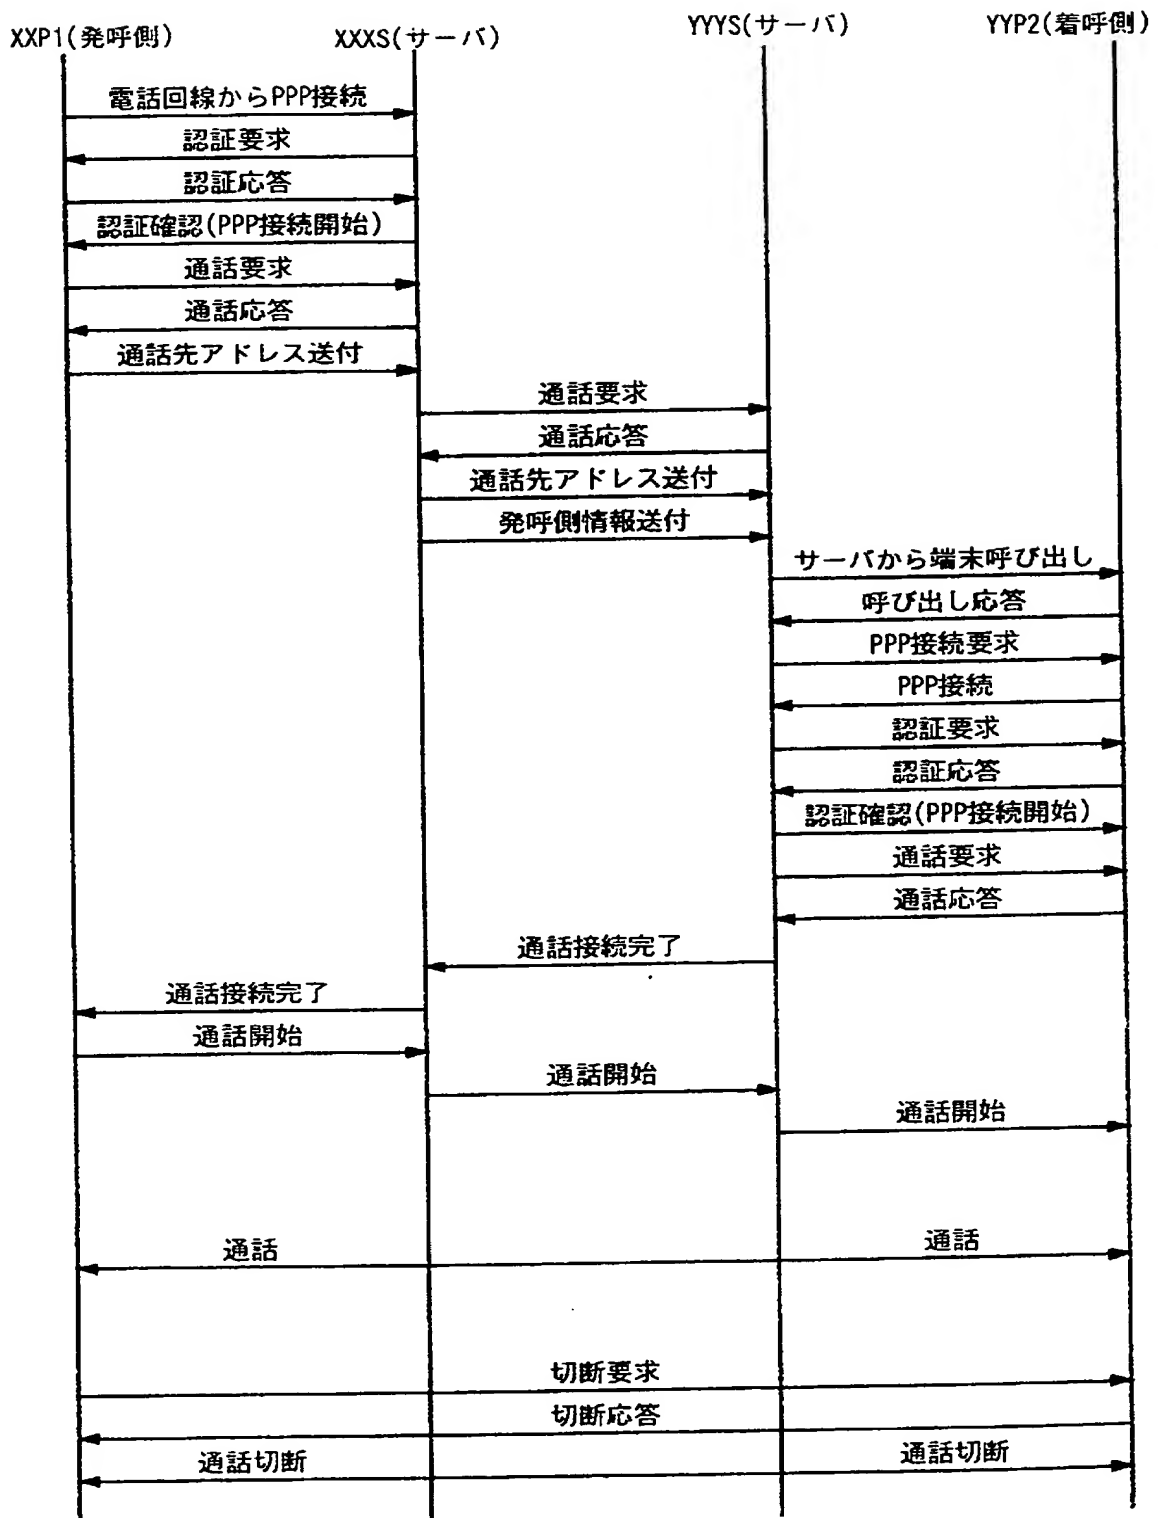 XXP1(発呼側)
XXXS(サーバ)
YYYS(サーバ)
YYP2(着呼側)
電話回線からPPP接続
認証要求
認証応答
認証確認(PPP接続開始)
通話要求
通話応答
通話先アドレス送付
通話要求
通話応答
通話先アドレス送付
発呼側情報送付
サーバから端末呼び出し
呼び出し応答
PPP接続要求
PPP接続
認証要求
認証応答
認証確認(PPP接続開始)
通話要求
通話応答
通話接続完了
通話接続完了
通話開始
通話開始
通話開始
通話
通話
切断要求
切断応答
通話切断
通話切断